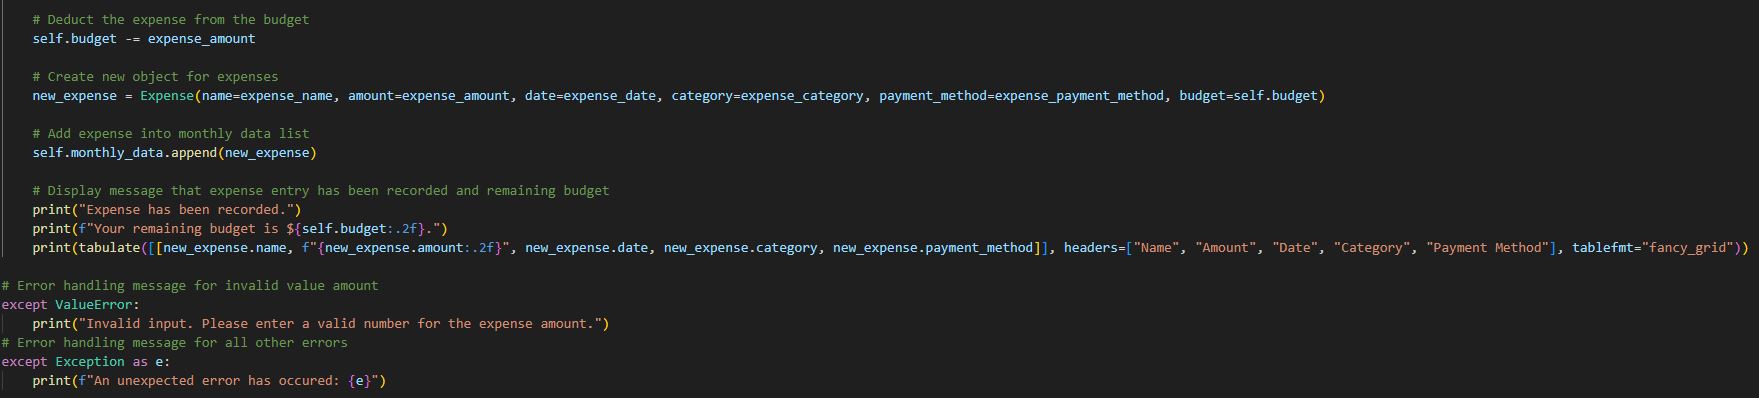 # Deduct the expense from the budget
self.budget -= expense_amount
# Create new object for expenses
new_expense = Expense(name=expense_name, amount=expense_amount, date=expense_date, category=expense_category, payment_method=expense_payment_method, budget=self.budget)
# Add expense into monthly data list
self.monthly_data.append(new_expense)
# Display message that expense entry has been recorded and remaining budget
print("Expense has been recorded.")
print(f"Your remaining budget is ${self.budget:.2f}.")
print(tabulate([[new_expense.name, f"{new_expense.amount:.2f}", new_expense.date, new_expense.category, new_expense.payment_method]], headers=["Name", "Amount", "Date", "Category", "Payment Method"], tablefmt="fancy_grid"))
# Error handling message for invalid value amount
except ValueError:
print("Invalid input. Please enter a valid number for the expense amount.")
# Error handling message for all other errors
except Exception as e:
print(f"An unexpected error has occured: {e}")